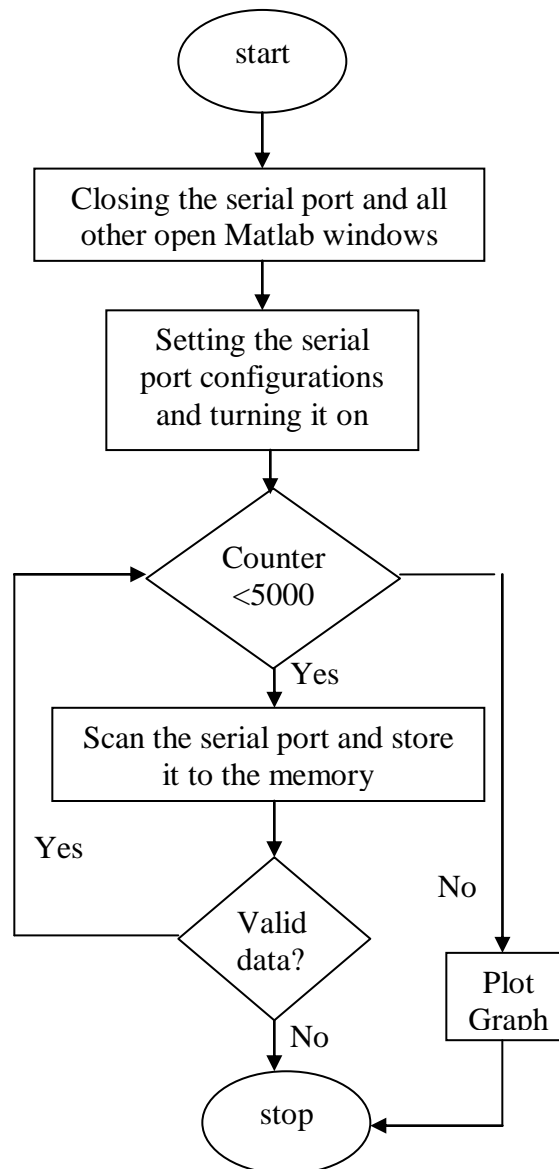 start
Closing the serial port and all
other open Matlab windows
Setting the serial
port configurations
and turning it on
Counter
<5000
Yes
Scan the serial port and store
it to the memory
Yes
No
Valid
data?
Plot
Graph
No
stop